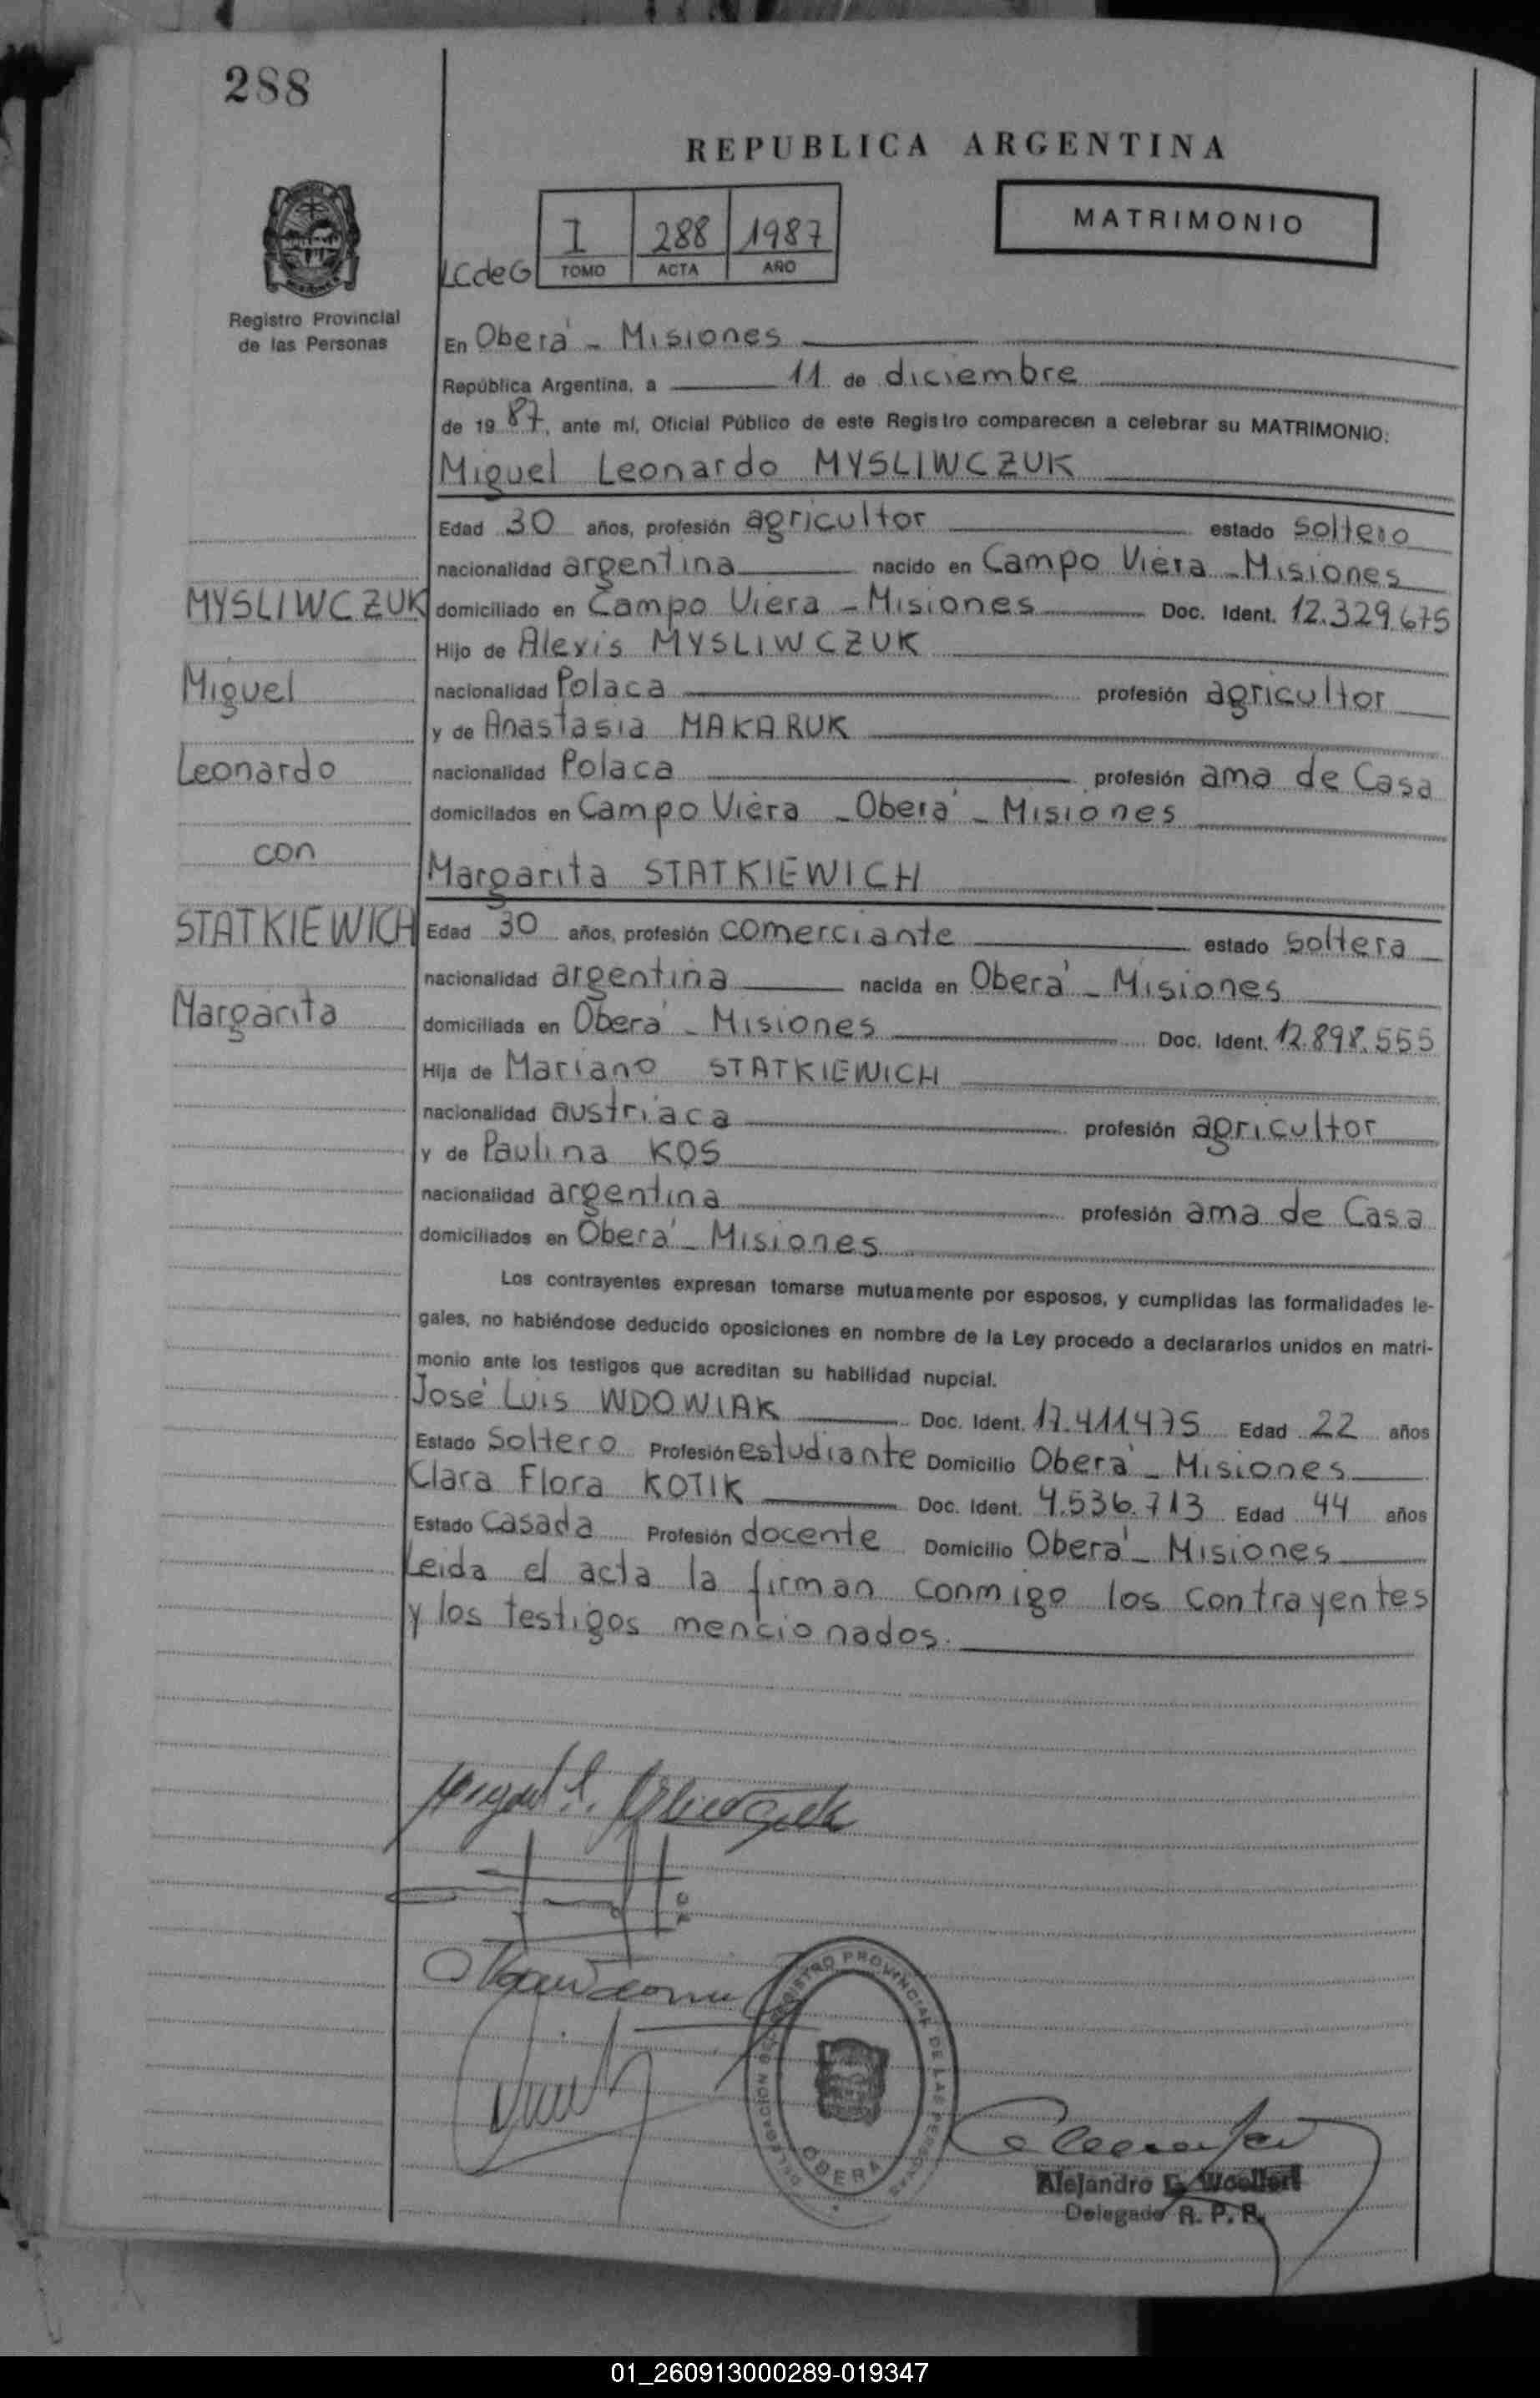 288
REPUBLICA ARGENTINA
MATRIMONIO
I 288 1987
LCdeG TOMO ACTA AÑO
Registro Provincial
de las Personas
En Oberá - Misiones
República Argentina, a 11 de diciembre
de 1987, ante mí, Oficial Público de este Registro comparecen a celebrar su MATRIMONIO:
Miguel Leonardo MYSLIWCZUK
Edad 30 años, profesión agricultor estado soltero
nacionalidad argentina nacido en Campo Viera - Misiones
MYSLIWCZUK
domiciliado en Campo Viera - Misiones Doc. Ident. 12.329.675
Hijo de Alexis MYSLIWCZUK
Miguel
nacionalidad Polaca profesión agricultor
y de Anastasia MAKARUK
Leonardo
nacionalidad Polaca profesión ama de Casa
domiciliados en Campo Viera - Oberá - Misiones
con
Margarita STATKIEWICH
STATKIEWICH
Edad 30 años, profesión comerciante estado soltera
nacionalidad argentina nacida en Oberá - Misiones
Margarita
domiciliada en Oberá - Misiones Doc. Ident. 12.898.555
Hija de Mariano STATKIEWICH
nacionalidad austríaca profesión agricultor
y de Paulina KOS
nacionalidad argentina profesión ama de Casa
domiciliados en Oberá - Misiones
Los contrayentes expresan tomarse mutuamente por esposos, y cumplidas las formalidades le-
gales, no habiéndose deducido oposiciones en nombre de la Ley procedo a declararlos unidos en matri-
monio ante los testigos que acreditan su habilidad nupcial.
José Luis WDOWIAK Doc. Ident. 17.411.475 Edad 22 años
Estado Soltero Profesión estudiante Domicilio Oberá - Misiones
Clara Flora KOTIK Doc. Ident. 4.536.713 Edad 44 años
Estado Casada Profesión docente Domicilio Oberá - Misiones
Leida el acta la firman conmigo los contrayentes
y los testigos mencionados.
DELEGACION DEL REGISTRO PROVINCIAL DE LAS PERSONAS
OBERA
Alejandro G. Woellert
Delegado R. P. P.
01_260913000289-019347